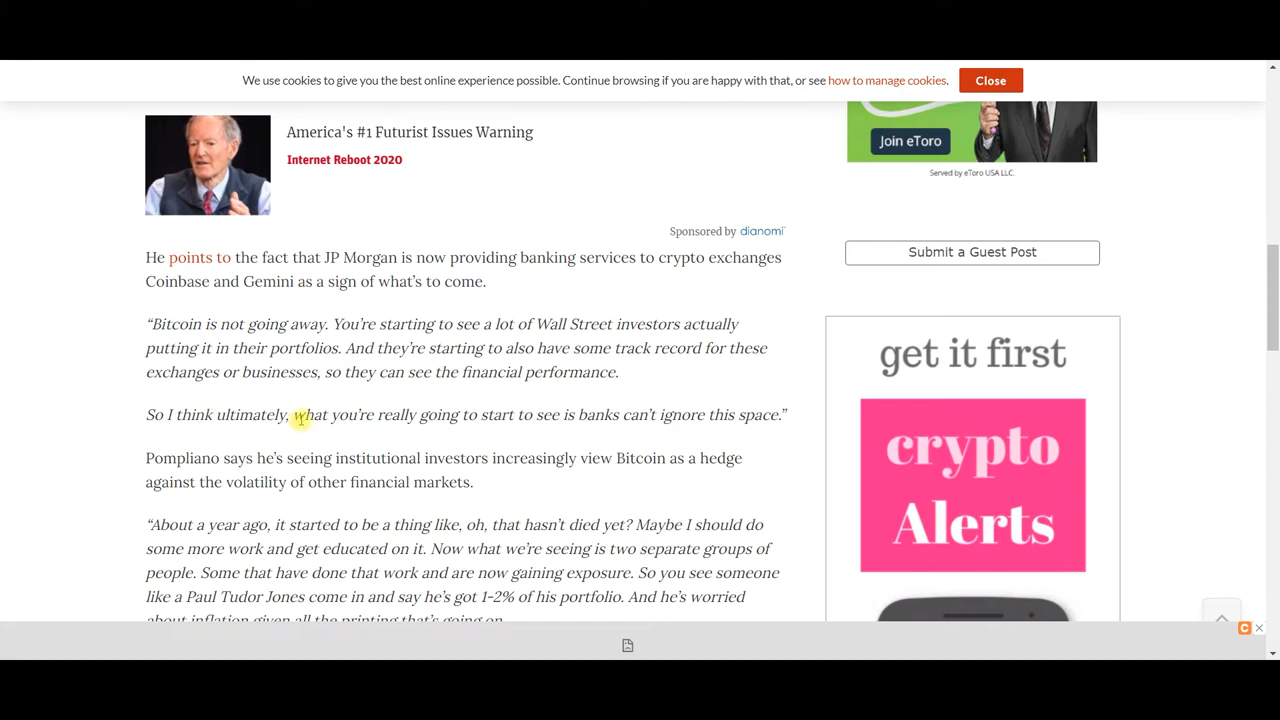 We use cookies to give you the best online experience possible. Continue browsing if you are happy with that, or see how to manage cookies.
Close
America's #1 Futurist Issues Warning
Internet Reboot 2020
Sponsored by dianomi
He points to the fact that JP Morgan is now providing banking services to crypto exchanges
Coinbase and Gemini as a sign of what’s to come.
“Bitcoin is not going away. You’re starting to see a lot of Wall Street investors actually
putting it in their portfolios. And they’re starting to also have some track record for these
exchanges or businesses, so they can see the financial performance.
So I think ultimately, what you’re really going to start to see is banks can’t ignore this space.”
Pompliano says he’s seeing institutional investors increasingly view Bitcoin as a hedge
against the volatility of other financial markets.
“About a year ago, it started to be a thing like, oh, that hasn’t died yet? Maybe I should do
some more work and get educated on it. Now what we’re seeing is two separate groups of
people. Some that have done that work and are now gaining exposure. So you see someone
like a Paul Tudor Jones come in and say he’s got 1-2% of his portfolio. And he’s worried
about inflation given all the printing that’s going on
Join eToro
Served by eToro USA LLC.
Submit a Guest Post
get it first
crypto
Alerts
C